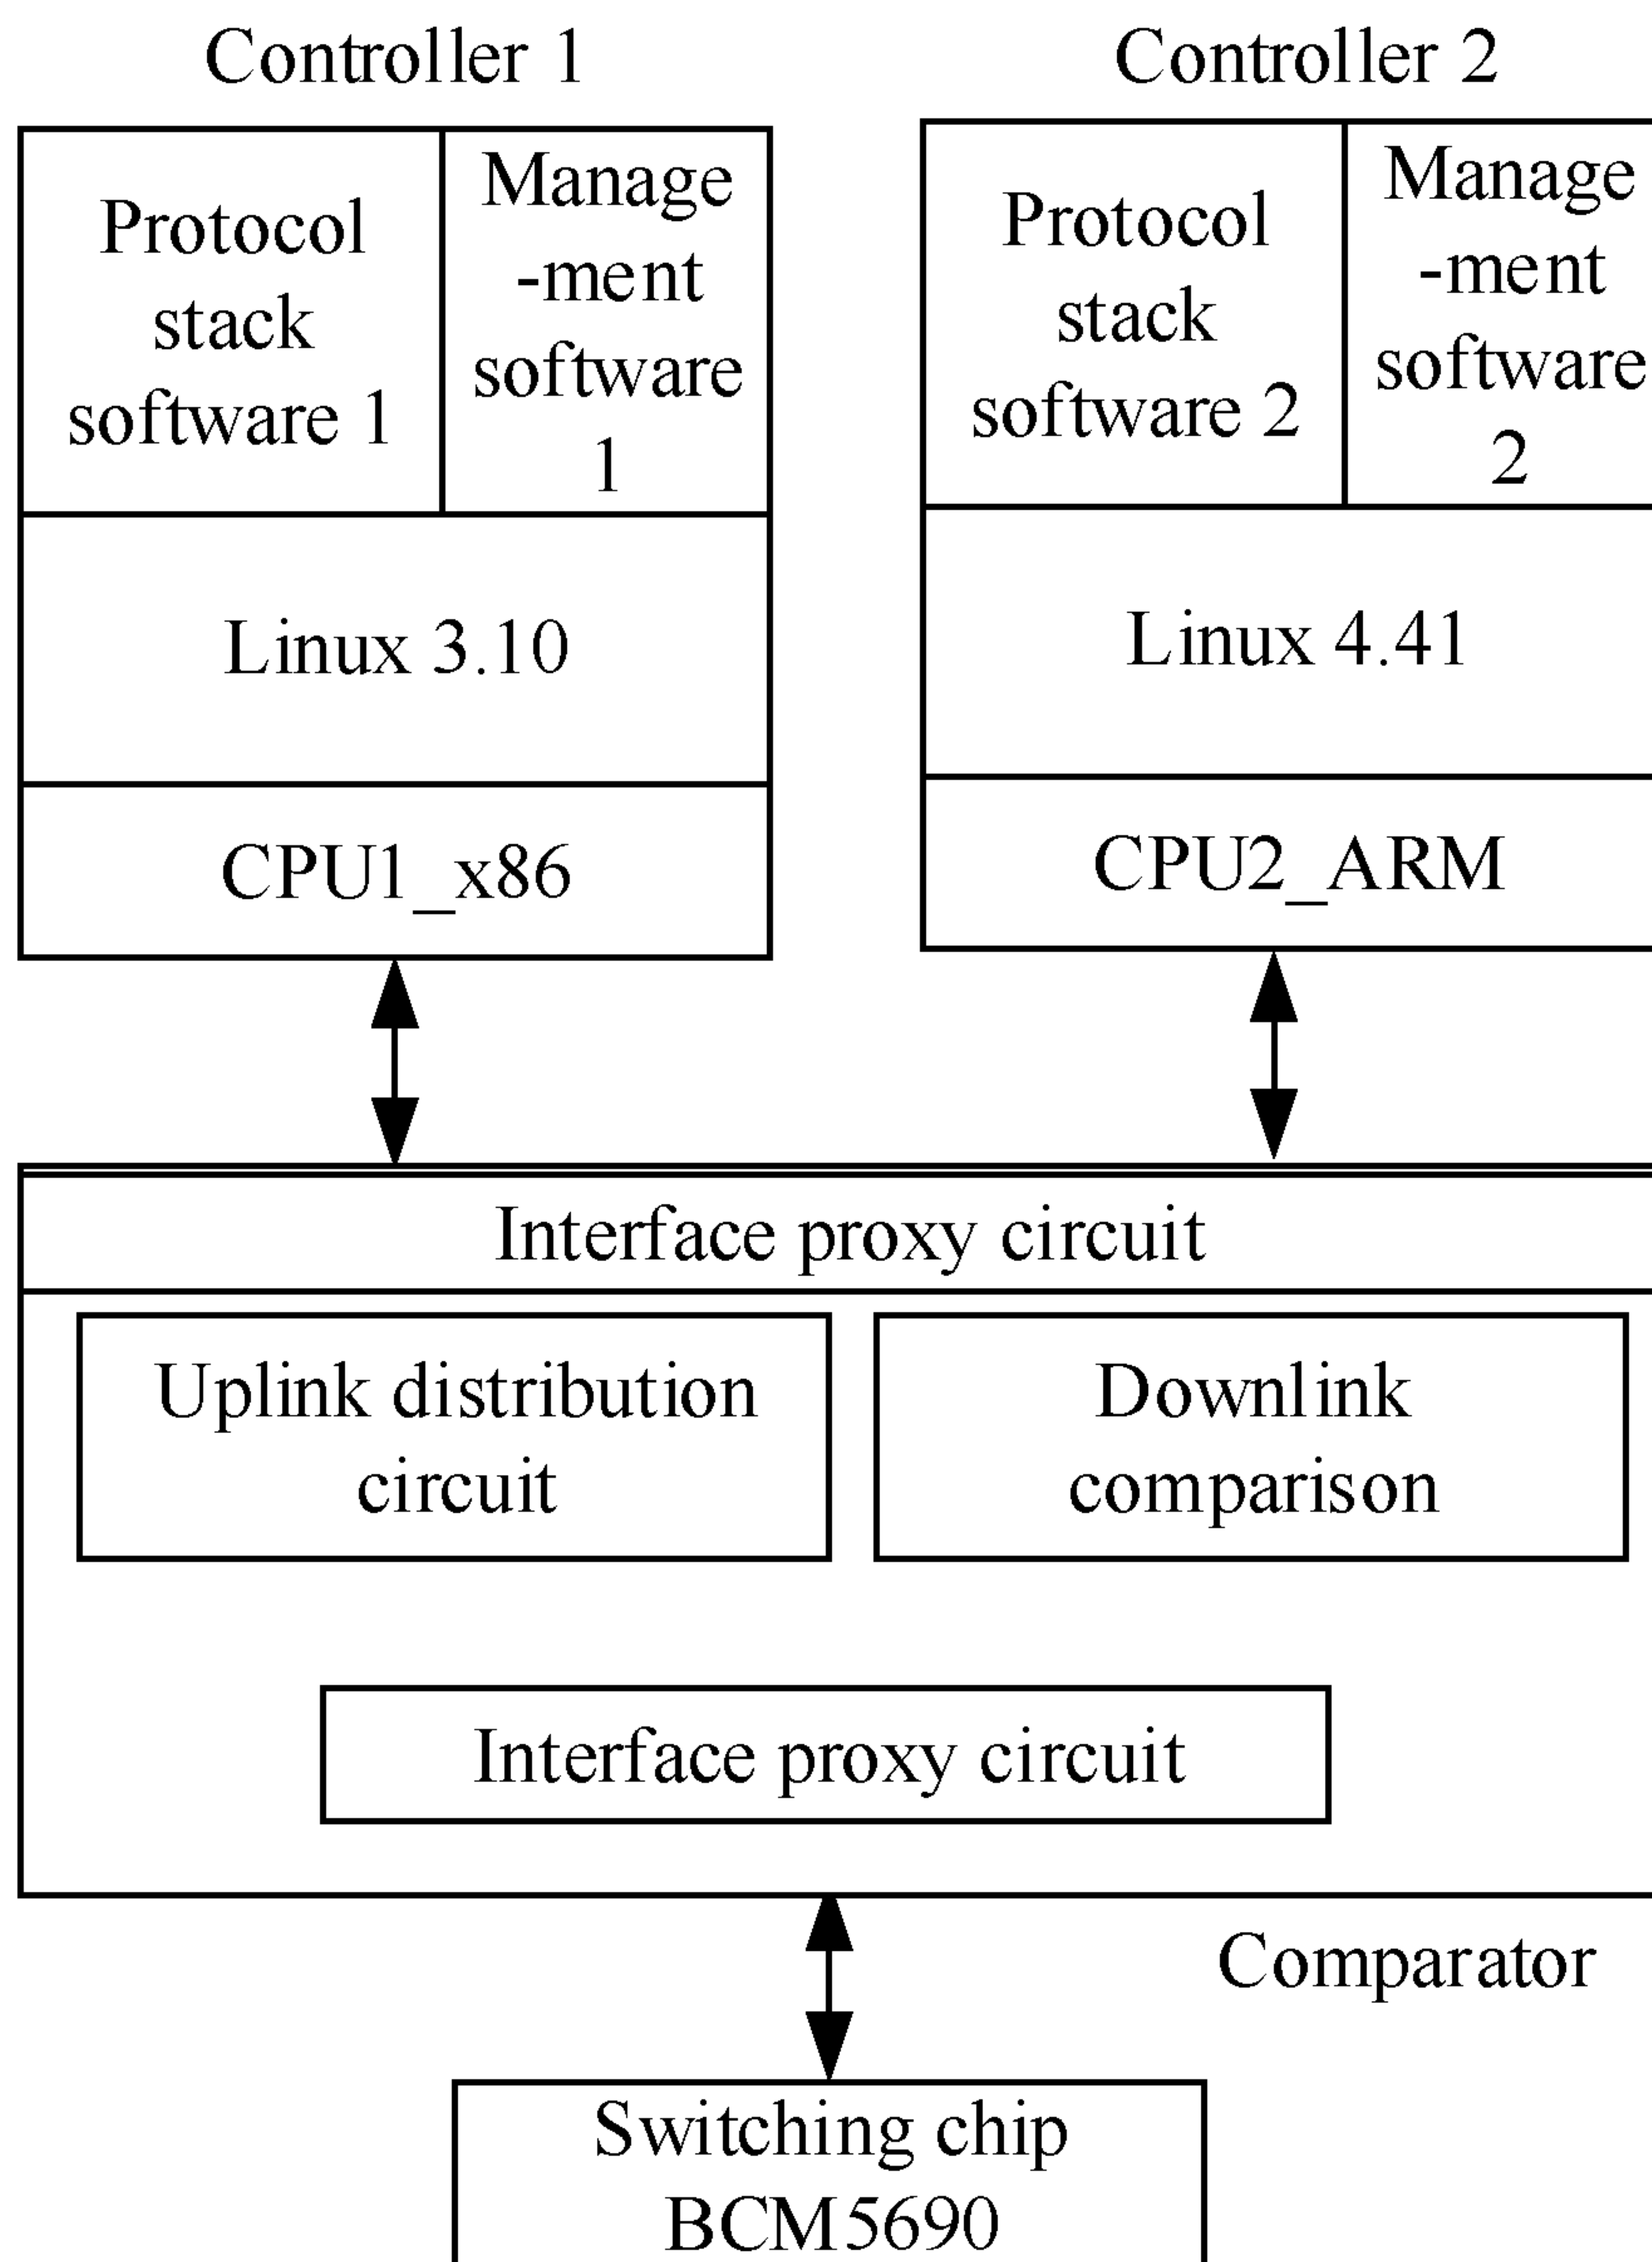 Controller 1
Protocol
stack
software 1
Manage
-ment
software
1
Linux 3.10
CPU1_x86
Controller 2
Protocol
stack
software 2
Manage
-ment
software
2
Linux 4.41
CPU2_ARM
Interface proxy circuit
Uplink distribution
circuit
Downlink
comparison
Interface proxy circuit
Comparator
Switching chip
BCM5690